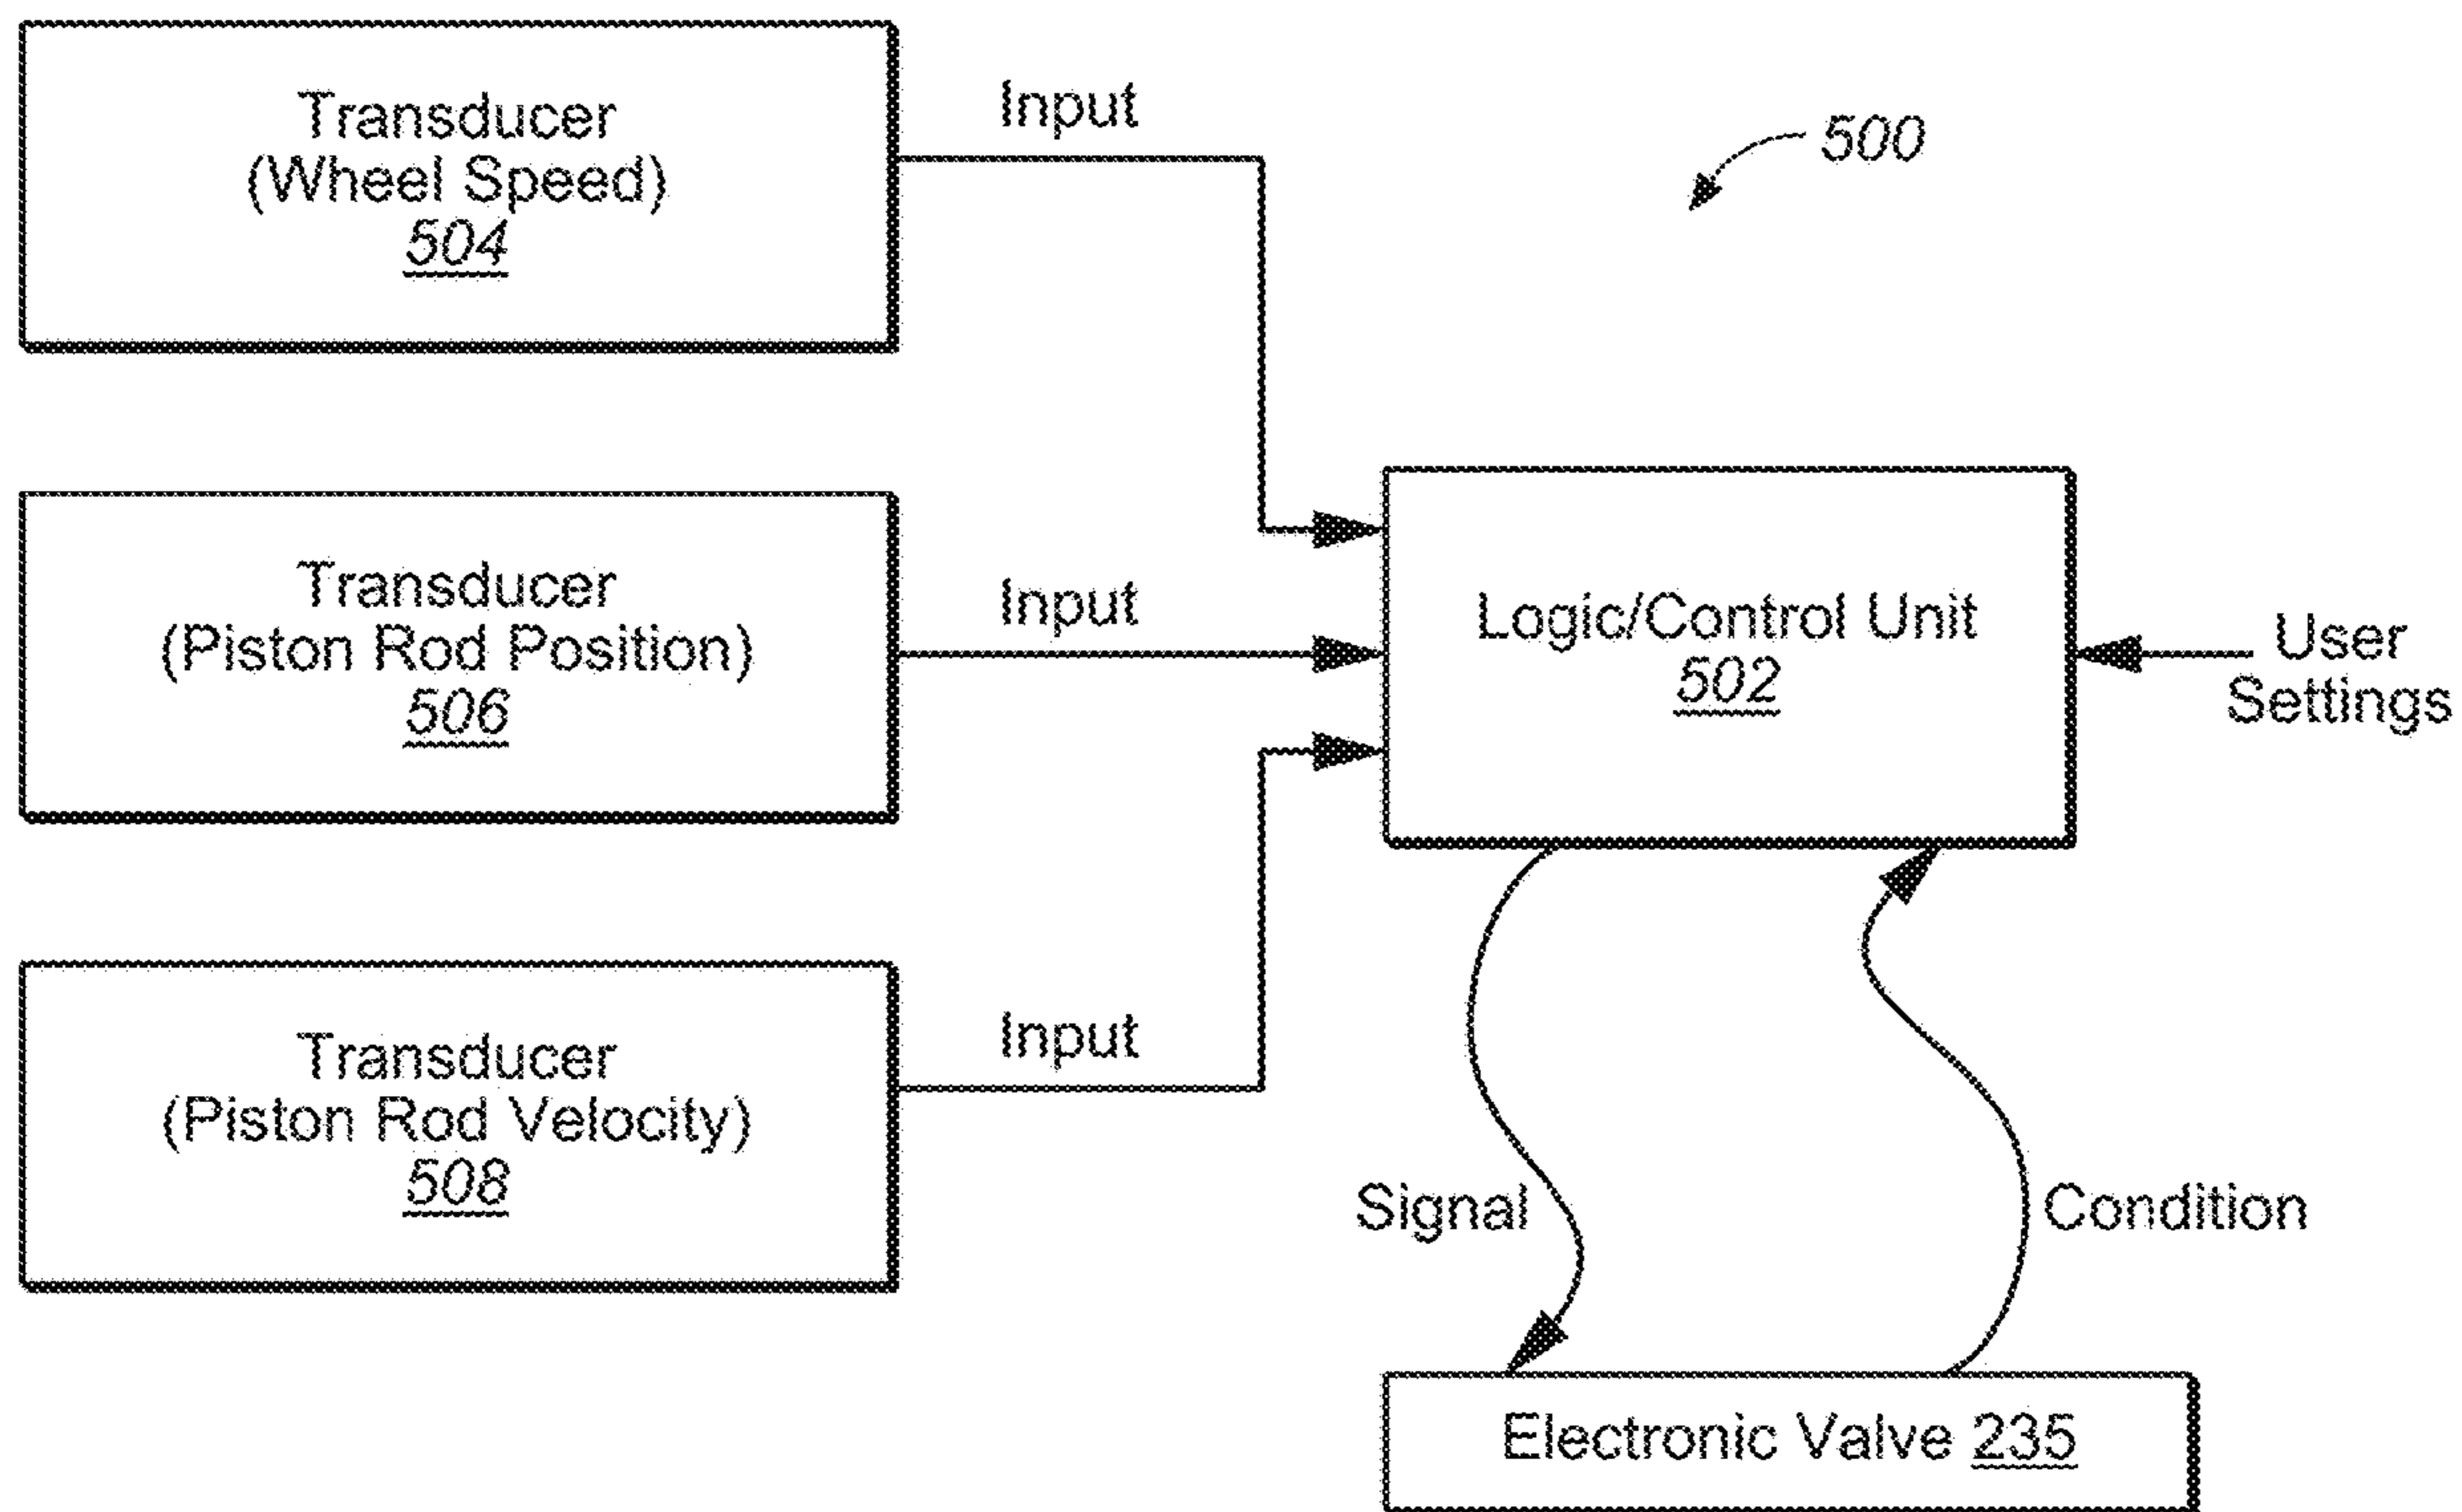 Transducer
(Wheel Speed)
504
Input
500
Transducer
(Piston Rod Position)
506
Input
Logic/Control Unit
502
User
Settings
Transducer
(Piston Rod Velocity)
508
Input
Signal
Condition
Electronic Valve 235